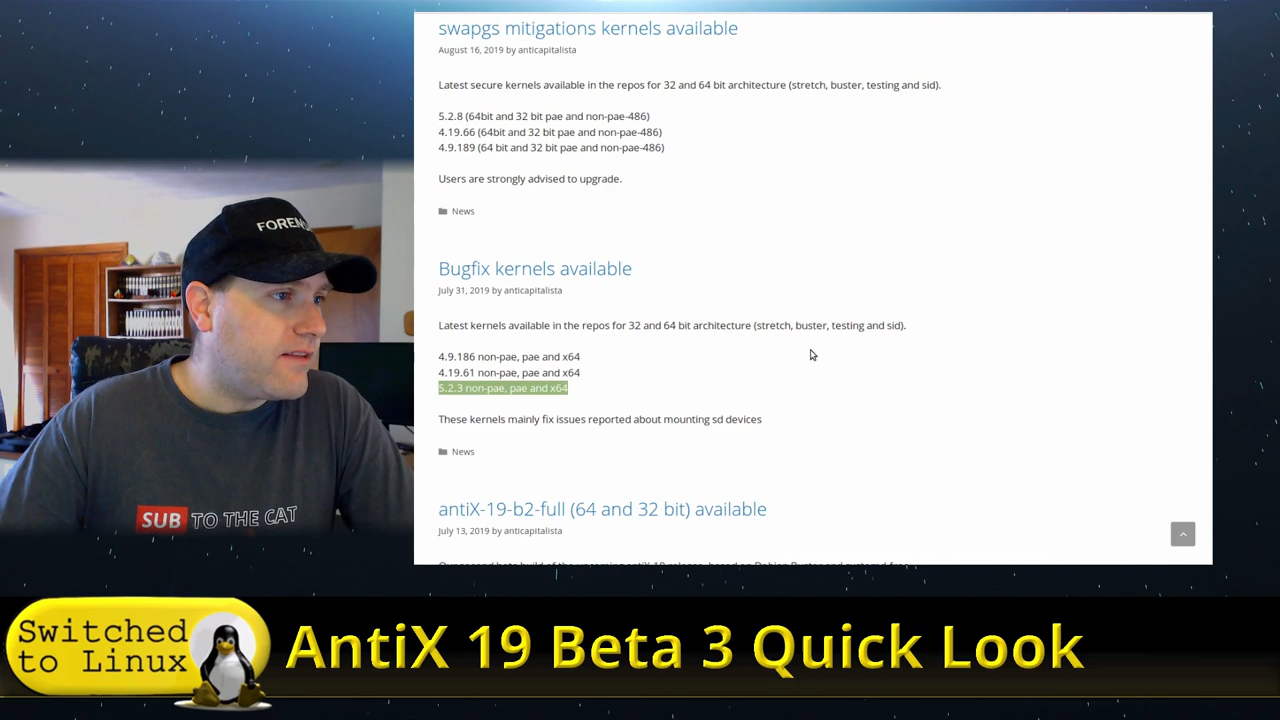 swapgs mitigations kernels available
August 16, 2019 by anticapitalista
Latest secure kernels available in the repos for 32 and 64 bit architecture (stretch, buster, testing and sid).
5.2.8 (64bit and 32 bit pae and non-pae-486)
4.19.66 (64bit and 32 bit pae and non-pae-486)
4.9.189 (64 bit and 32 bit pae and non-pae-486)
Users are strongly advised to upgrade.
News
Bugfix kernels available
July 31, 2019 by anticapitalista
Latest kernels available in the repos for 32 and 64 bit architecture (stretch, buster, testing and sid).
4.9.186 non-pae, pae and x64
4.19.61 non-pae, pae and x64
5.2.3 non-pae, pae and x64
These kernels mainly fix issues reported about mounting sd devices
News
antiX-19-b2-full (64 and 32 bit) available
July 13, 2019 by anticapitalista
SUB TO THE CAT
Switched
to Linux
AntiX 19 Beta 3 Quick Look